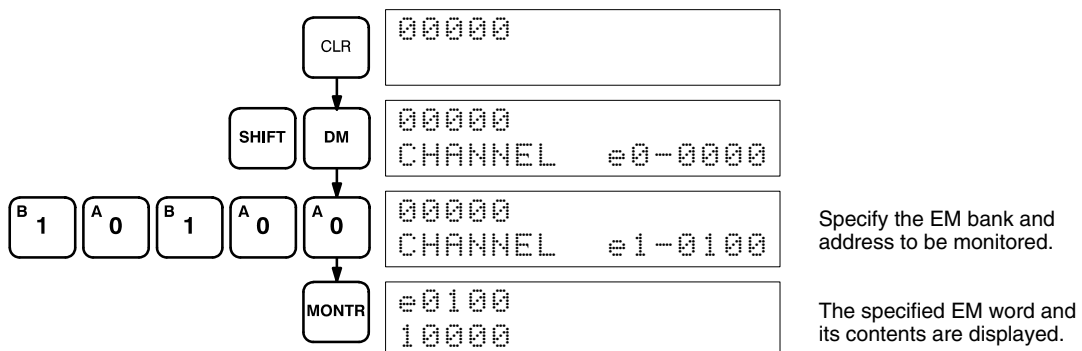 CLR
00000
SHIFT DM
00000
CHANNEL e0-0000
B 1 A 0 B 1 A 0 A 0
00000
CHANNEL e1-0100
Specify the EM bank and
address to be monitored.
MONTR
e0100
10000
The specified EM word and
its contents are displayed.